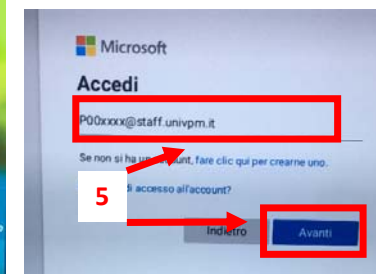 Microsoft
Accedi
P00xxxx@staff.univpm.it
Se non si ha un account, fare clic qui per crearne uno.
di accesso all'account?
5
Indietro
Avanti